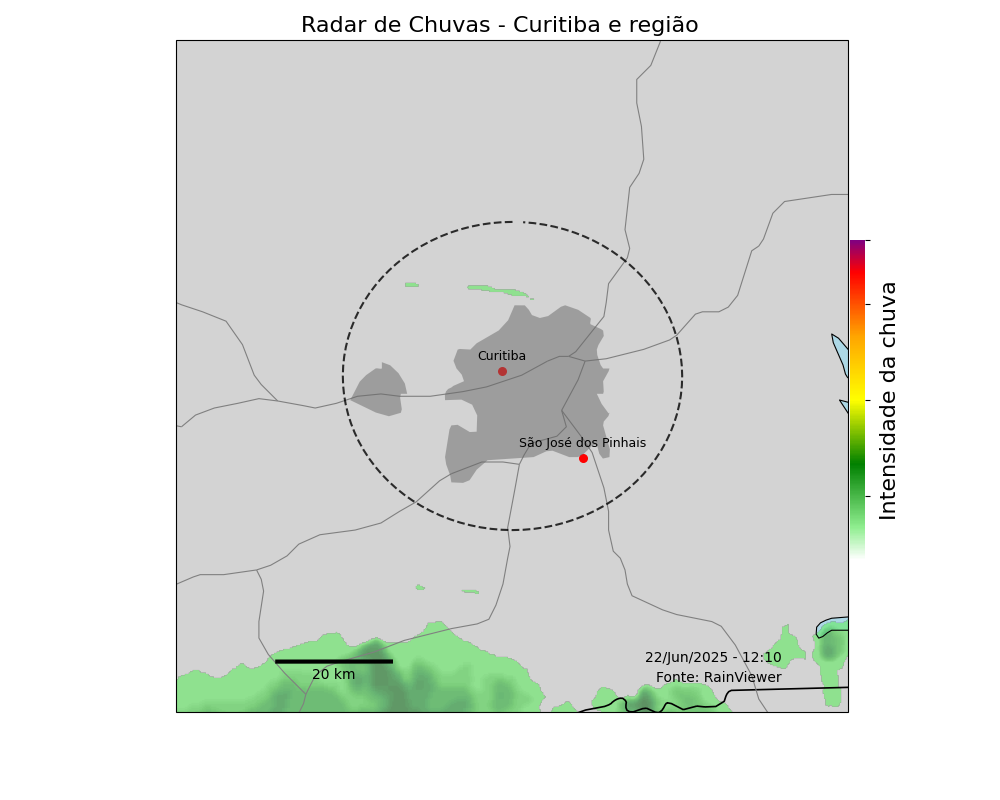 Radar de Chuvas - Curitiba e região
Curitiba
São José dos Pinhais
Intensidade da chuva
22/Jun/2025 - 12:10
20 km
Fonte: RainViewer